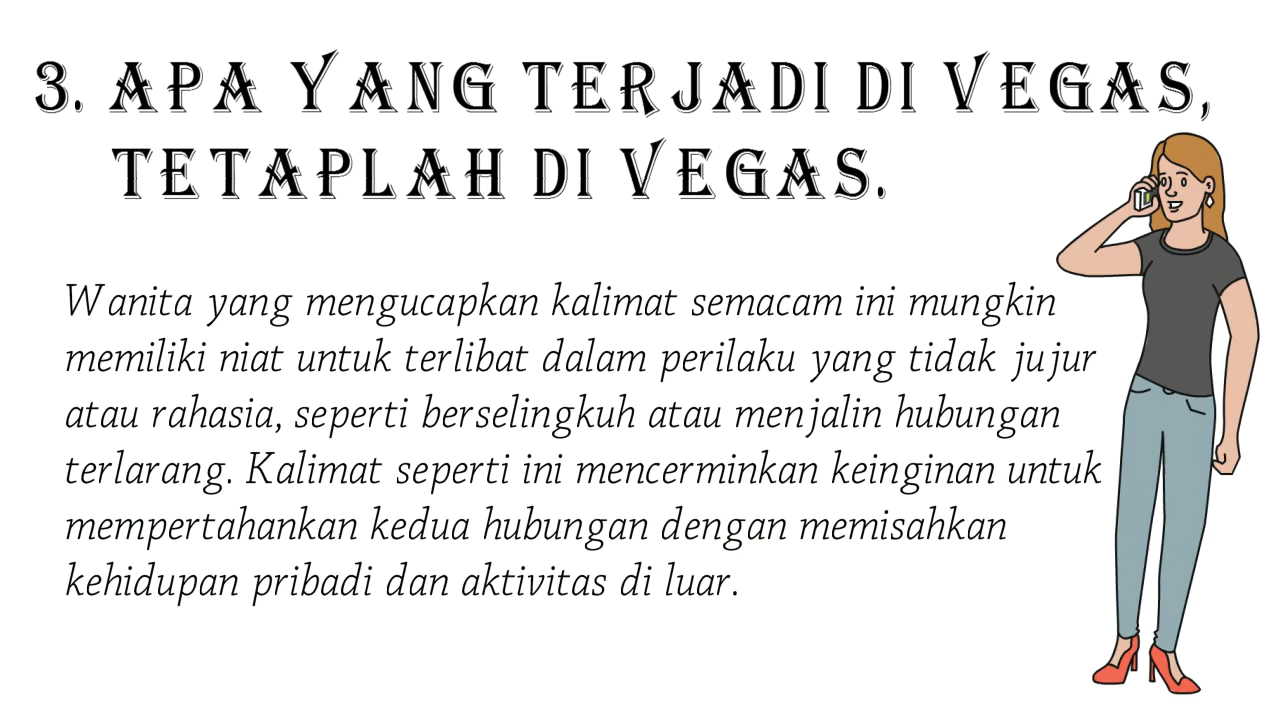 3. APA YANG TERJADI DI VEGAS,
TETAPLAH DI VEGAS.
Wanita yang mengucapkan kalimat semacam ini mungkin
memiliki niat untuk terlibat dalam perilaku yang tidak jujur
atau rahasia, seperti berselingkuh atau menjalin hubungan
terlarang. Kalimat seperti ini mencerminkan keinginan untuk
mempertahankan kedua hubungan dengan memisahkan
kehidupan pribadi dan aktivitas di luar.